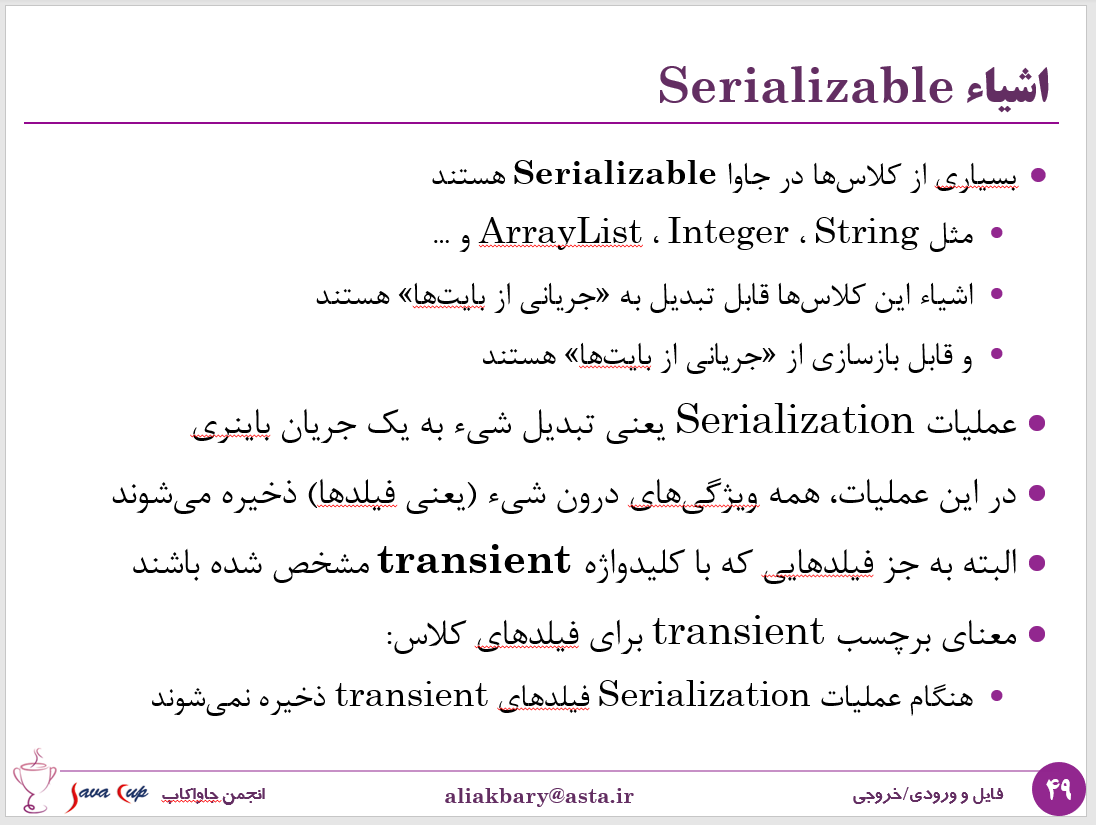 اشیاء Serializable
بسیاری از کلاس‌ها در جاوا Serializable هستند
مثل String ، Integer ، ArrayList و ...
اشیاء این کلاس‌ها قابل تبدیل به «جریانی از بایت‌ها» هستند
و قابل بازسازی از «جریانی از بایت‌ها» هستند
عملیات Serialization یعنی تبدیل شیء به یک جریان باینری
در این عملیات، همه ویژگی‌های درون شیء (یعنی فیلدها) ذخیره می‌شوند
البته به جز فیلدهایی که با کلیدواژه transient مشخص شده باشند
معنای برچسب transient برای فیلدهای کلاس:
هنگام عملیات Serialization فیلدهای transient ذخیره نمی‌شوند
۴۹
فایل و ورودی/خروجی
aliakbary@asta.ir
انجمن جاواکاپ
Java Cup